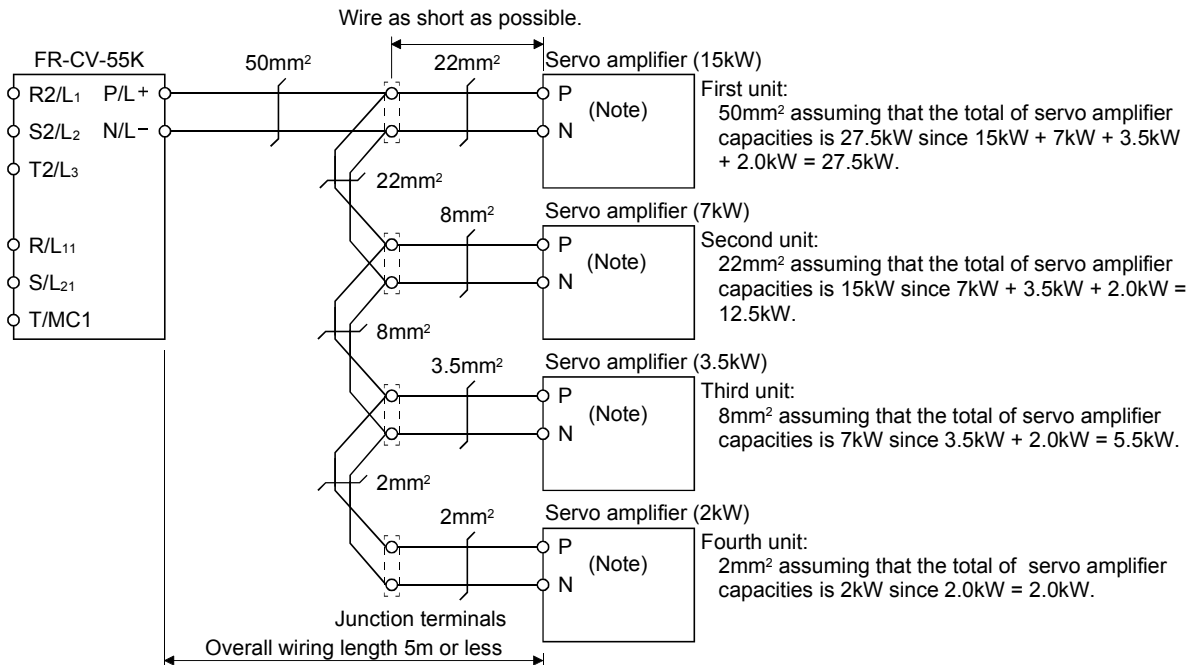 Wire as short as possible.
FR-CV-55K
50mm²
22mm²
Servo amplifier (15kW)
R2/L1 P/L+
S2/L2 N/L−
T2/L3
R/L11
S/L21
T/MC1
P
(Note)
N
First unit:
50mm² assuming that the total of servo amplifier
capacities is 27.5kW since 15kW + 7kW + 3.5kW
+ 2.0kW = 27.5kW.
22mm²
8mm²
Servo amplifier (7kW)
P
(Note)
N
Second unit:
22mm² assuming that the total of servo amplifier
capacities is 15kW since 7kW + 3.5kW + 2.0kW =
12.5kW.
8mm²
3.5mm²
Servo amplifier (3.5kW)
P
(Note)
N
Third unit:
8mm² assuming that the total of servo amplifier
capacities is 7kW since 3.5kW + 2.0kW = 5.5kW.
2mm²
2mm²
Servo amplifier (2kW)
P
(Note)
N
Fourth unit:
2mm² assuming that the total of servo amplifier
capacities is 2kW since 2.0kW = 2.0kW.
Junction terminals
Overall wiring length 5m or less